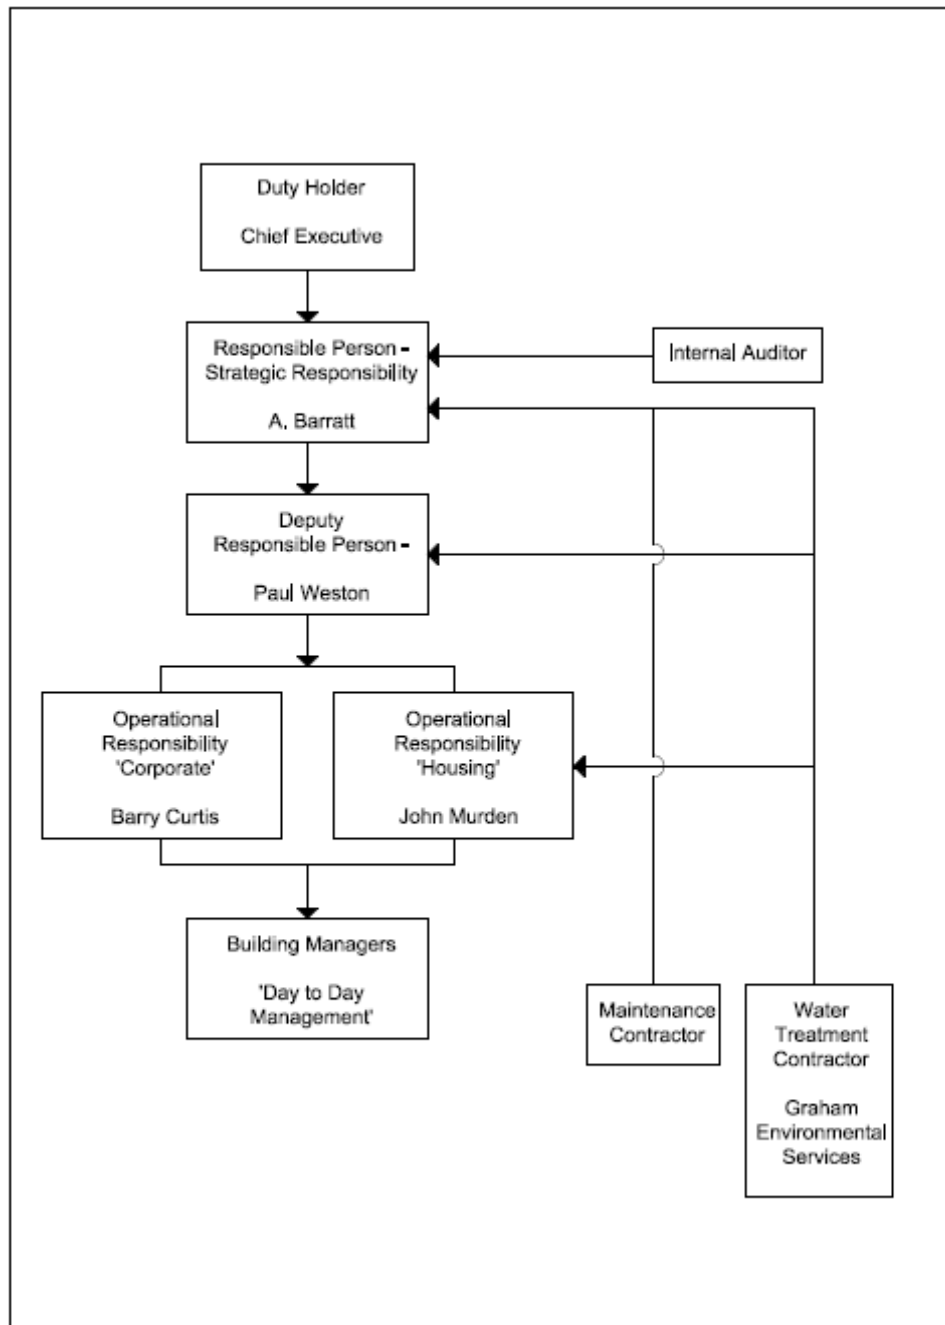 Duty Holder
Chief Executive
Responsible Person -
Strategic Responsibility
A. Barratt
Internal Auditor
Deputy
Responsible Person -
Paul Weston
Operational
Responsibility
'Corporate'
Barry Curtis
Operational
Responsibility
'Housing'
John Murden
Building Managers
'Day to Day
Management'
Maintenance
Contractor
Water
Treatment
Contractor
Graham
Environmental
Services